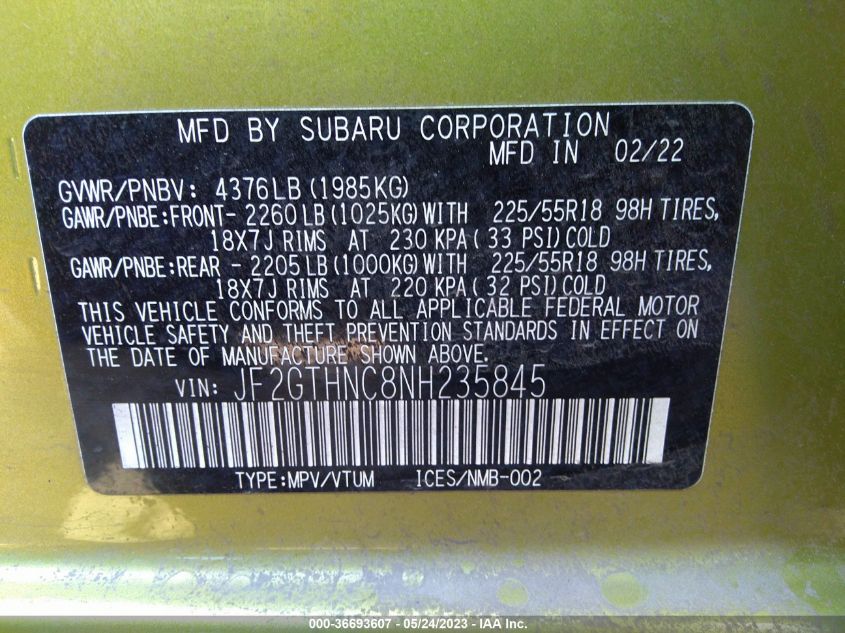 MFD BY SUBARU CORPORATION
MFD IN 02/22
GVWR/PNBV: 4376LB (1985KG)
GAWR/PNBE:FRONT- 2260 LB (1025KG) WITH 225/55R18 98H TIRES,
18X7J RIMS AT 230 KPA( 33 PSI)COLD
GAWR/PNBE:REAR - 2205 LB (1000KG) WITH 225/55R18 98H TIRES,
18X7J RIMS AT 220 KPA( 32 PSI)COLD
THIS VEHICLE CONFORMS TO ALL APPLICABLE FEDERAL MOTOR
VEHICLE SAFETY AND THEFT PREVENTION STANDARDS IN EFFECT ON
THE DATE OF MANUFACTURE SHOWN ABOVE.
VIN: JF2GTHNC8NH235845
TYPE:MPV/VTUM ICES/NMB-002
000-36693607 - 05/24/2023 - IAA Inc.